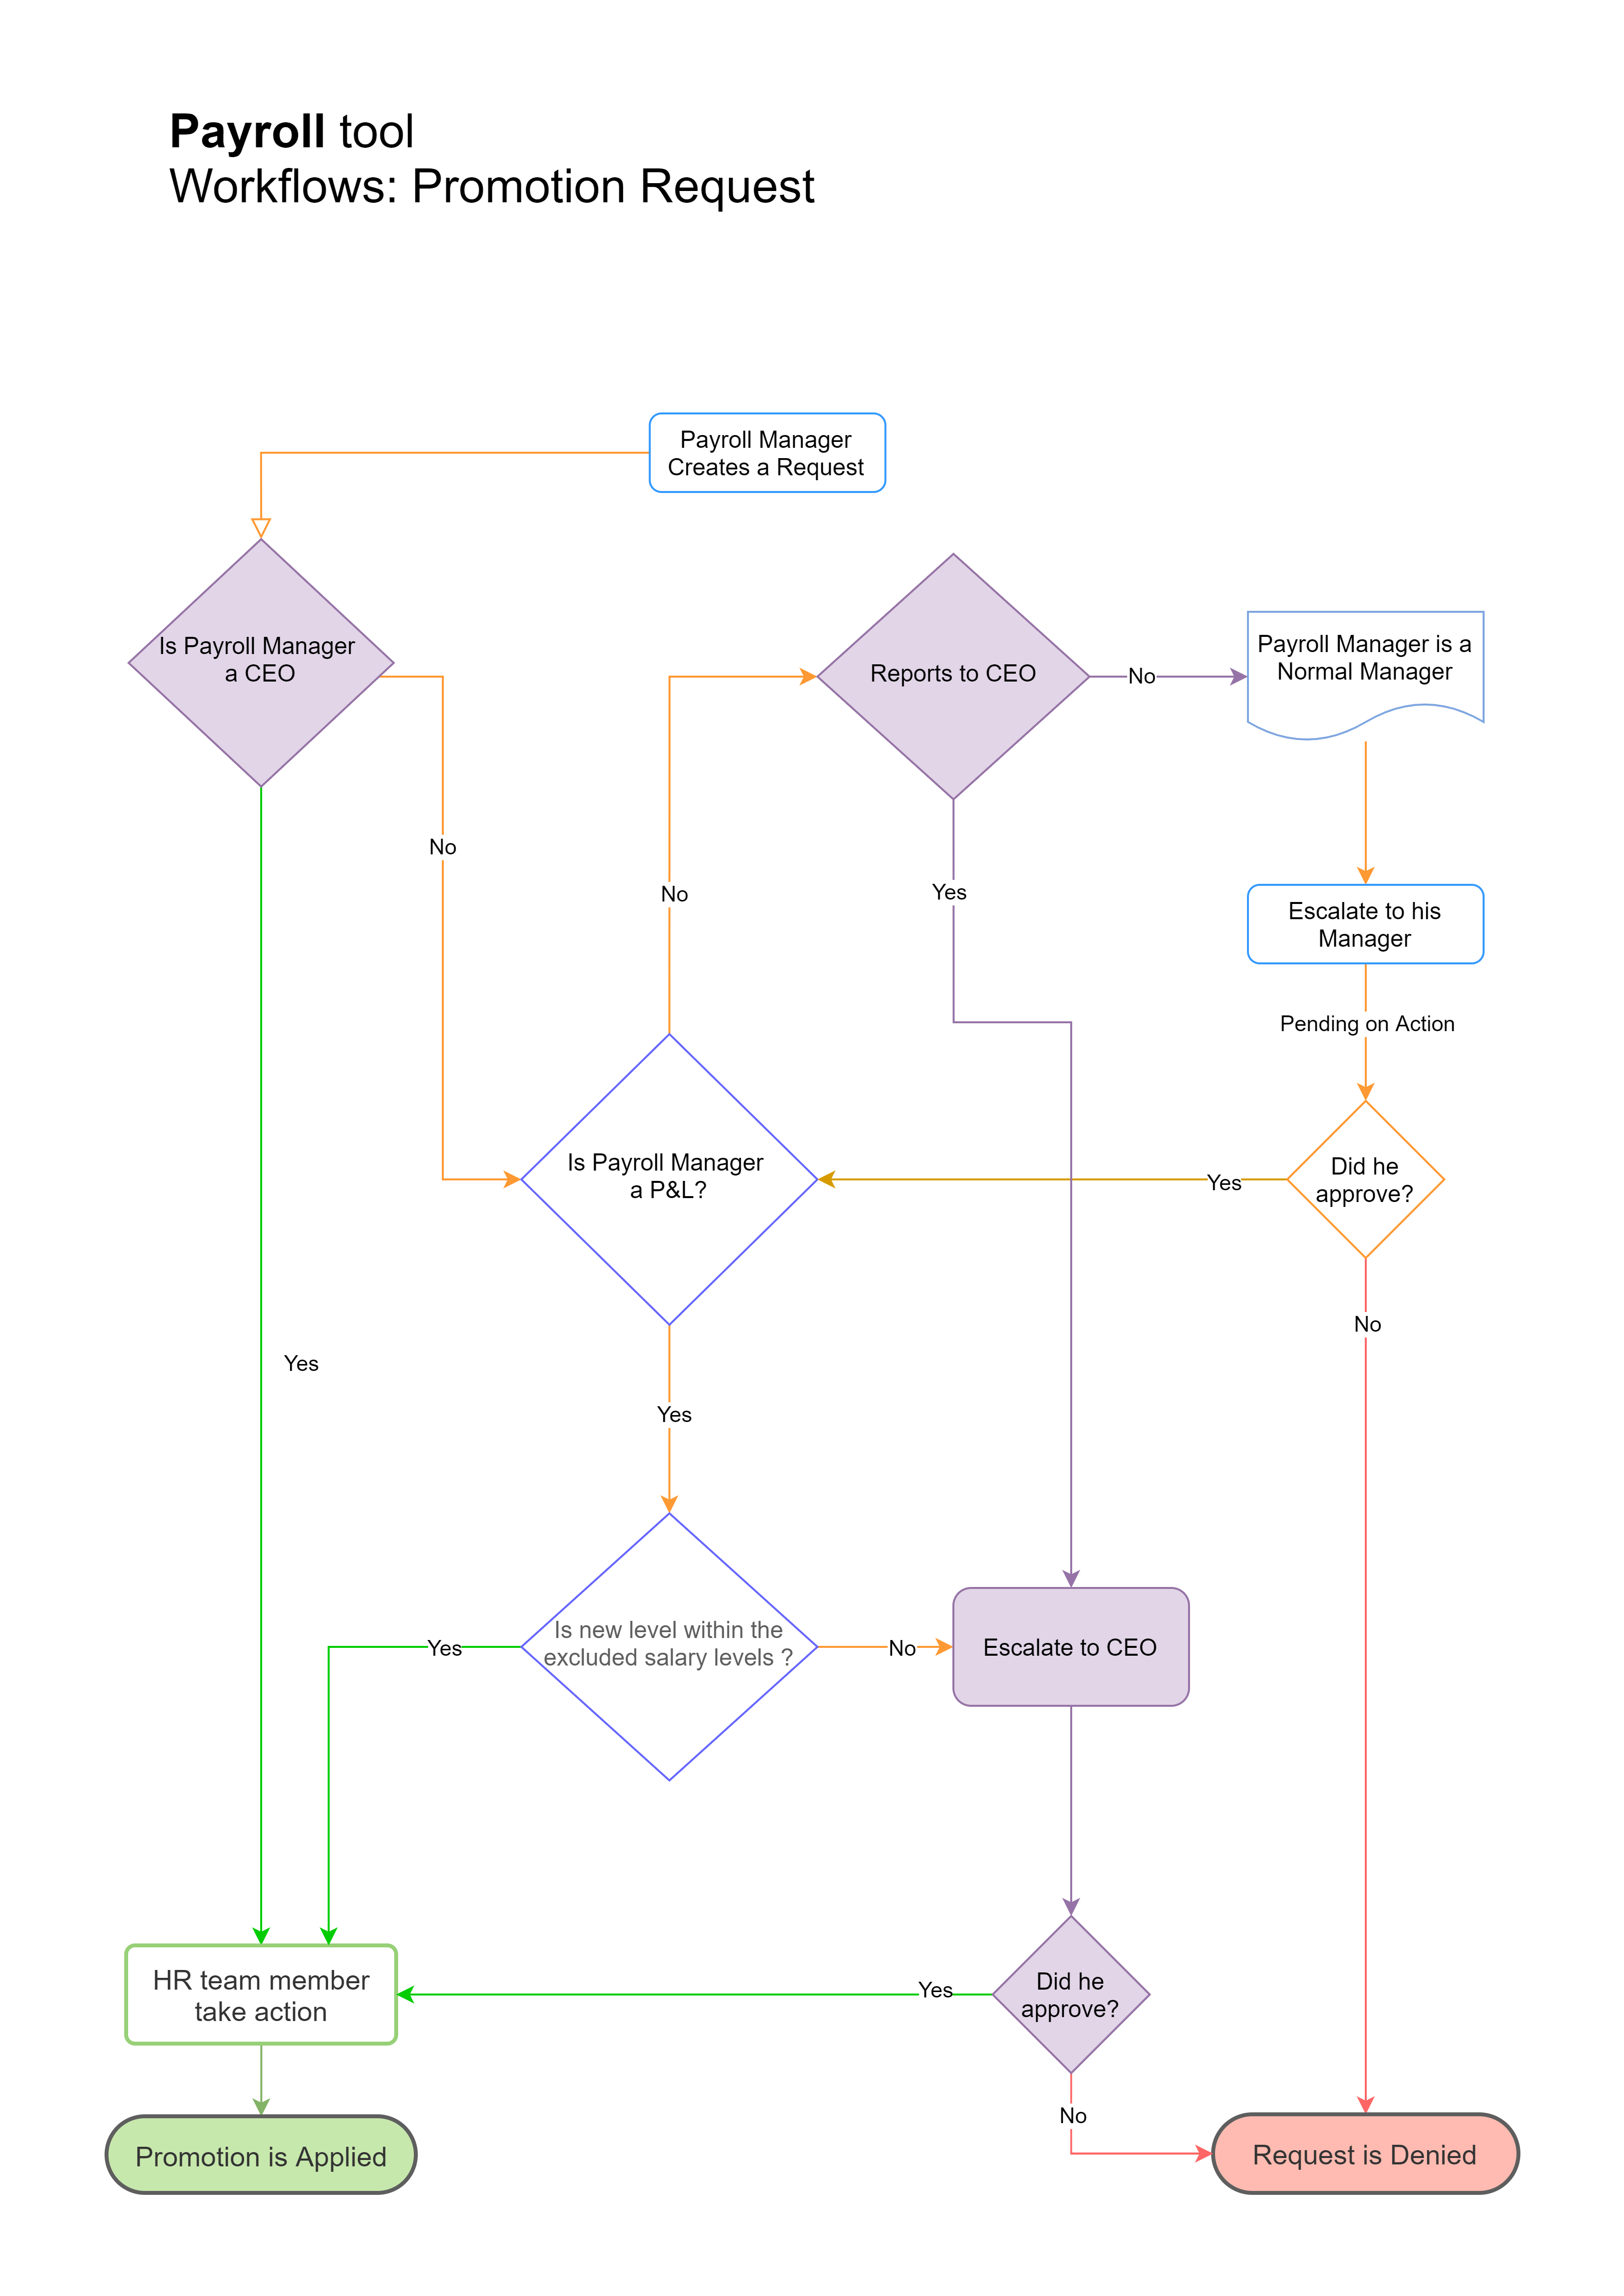 Payroll tool
Workflows: Promotion Request
Payroll Manager
Creates a Request
Is Payroll Manager
a CEO
Reports to CEO
No
Payroll Manager is a
Normal Manager
No
No
Yes
Escalate to his
Manager
Pending on Action
Is Payroll Manager
a P&L?
Yes
Did he
approve?
No
Yes
Yes
Is new level within the
excluded salary levels ?
Yes
No
Escalate to CEO
HR team member
take action
Yes
Did he
approve?
No
Promotion is Applied
Request is Denied